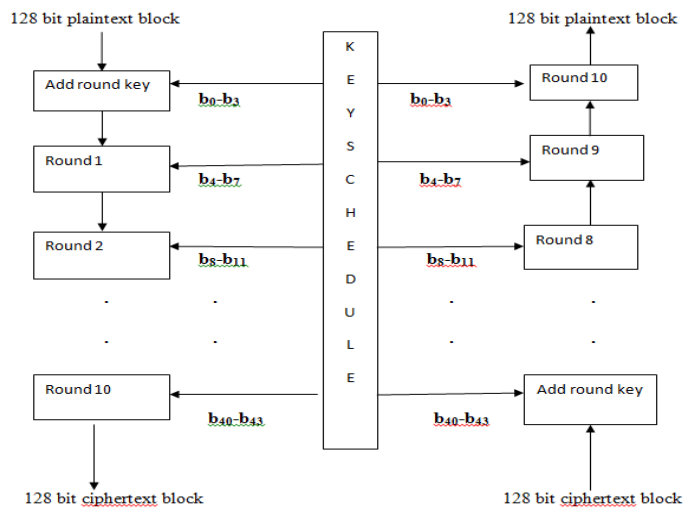 128 bit plaintext block
Add round key
b0-b3
Round 1
b4-b7
Round 2
b8-b11
Round 10
b40-b43
128 bit ciphertext block
K
E
Y
S
C
H
E
D
U
L
E
128 bit plaintext block
Round 10
b0-b3
Round 9
b4-b7
Round 8
b8-b11
Add round key
b40-b43
128 bit ciphertext block